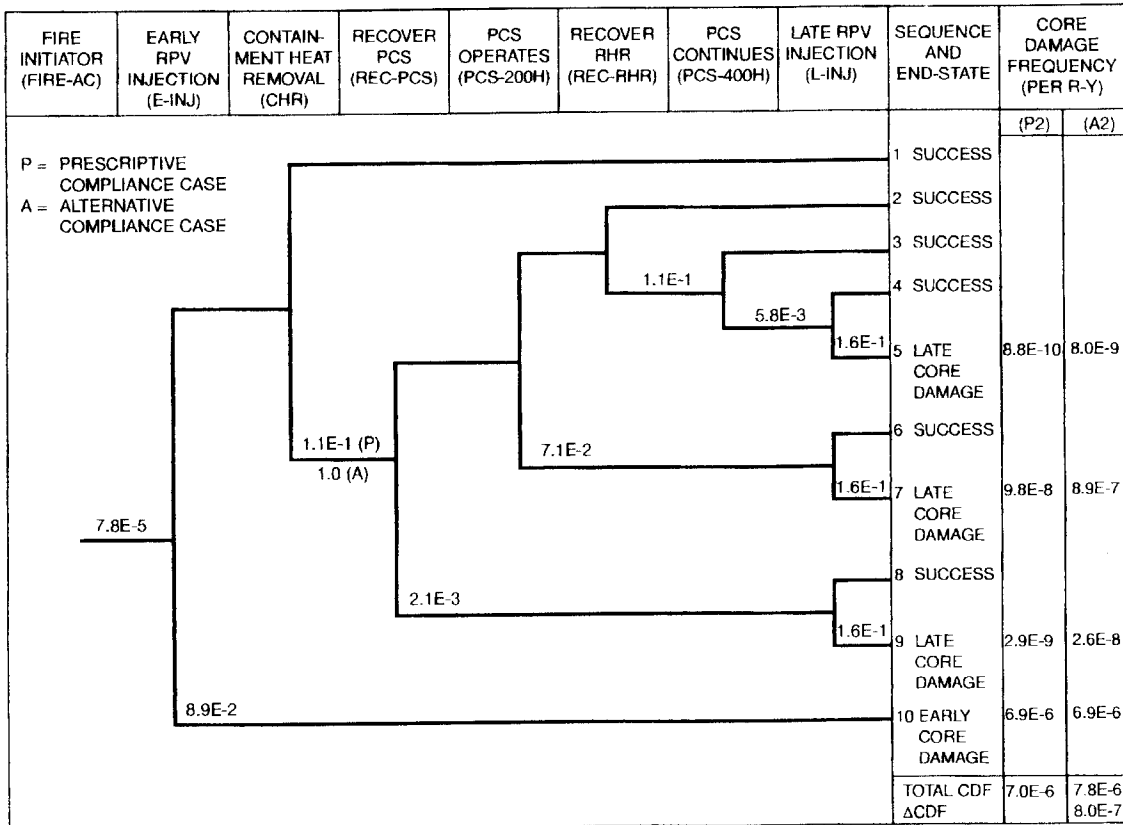 FIRE
INITIATOR
(FIRE-AC)
EARLY
RPV
INJECTION
(E-INJ)
CONTAIN-
MENT HEAT
REMOVAL
(CHR)
RECOVER
PCS
(REC-PCS)
PCS
OPERATES
(PCS-200H)
RECOVER
RHR
(REC-RHR)
PCS
CONTINUES
(PCS-400H)
LATE RPV
INJECTION
(L-INJ)
SEQUENCE
AND
END-STATE
CORE
DAMAGE
FREQUENCY
(PER R-Y)
(P2) (A2)
P = PRESCRIPTIVE
COMPLIANCE CASE
A = ALTERNATIVE
COMPLIANCE CASE
1 SUCCESS
2 SUCCESS
3 SUCCESS
1.1E-1
4 SUCCESS
5.8E-3
1.6E-1
5 LATE
CORE
DAMAGE
8.8E-10 8.0E-9
6 SUCCESS
1.1E-1 (P)
1.0 (A)
7.1E-2
1.6E-1
7 LATE
CORE
DAMAGE
9.8E-8 8.9E-7
7.8E-5
8 SUCCESS
2.1E-3
1.6E-1
9 LATE
CORE
DAMAGE
2.9E-9 2.6E-8
8.9E-2
10 EARLY
CORE
DAMAGE
6.9E-6 6.9E-6
TOTAL CDF 7.0E-6 7.8E-6
ΔCDF 8.0E-7